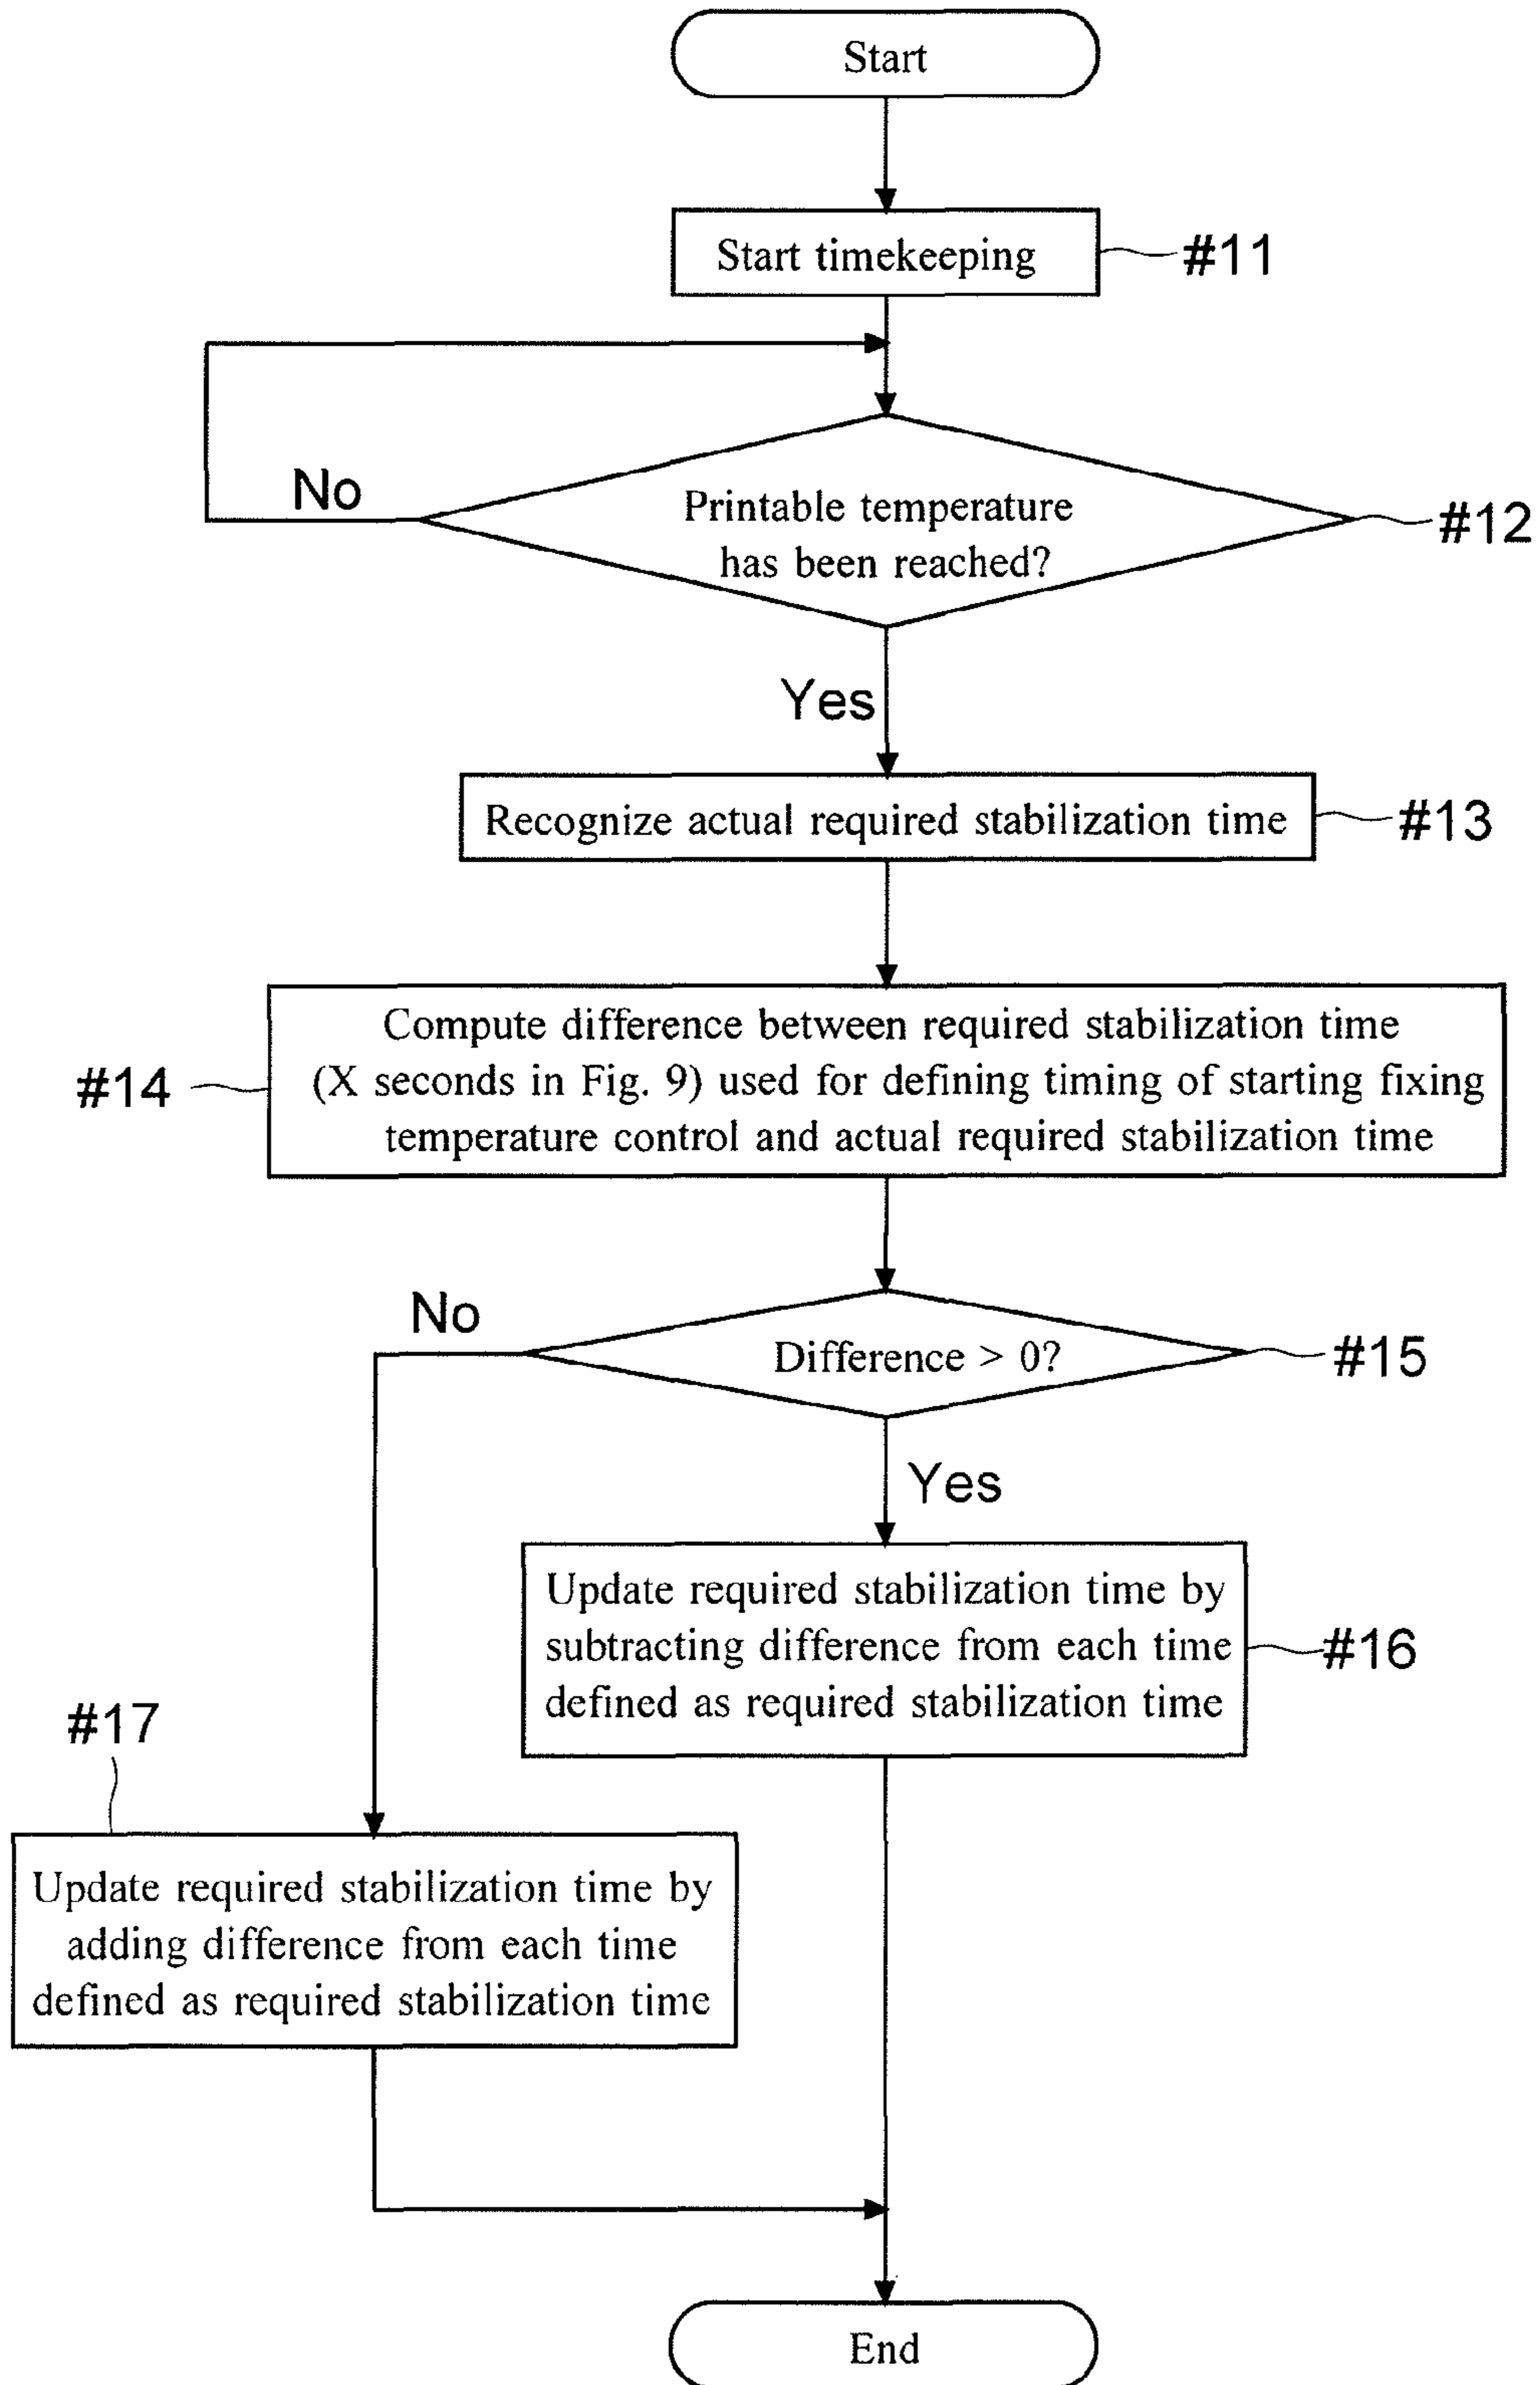 Start
Start timekeeping
#11
No
Printable temperature
has been reached?
#12
Yes
Recognize actual required stabilization time
#13
#14
Compute difference between required stabilization time
(X seconds in Fig. 9) used for defining timing of starting fixing
temperature control and actual required stabilization time
No
Difference > 0?
#15
Yes
Update required stabilization time by
subtracting difference from each time
defined as required stabilization time
#16
#17
Update required stabilization time by
adding difference from each time
defined as required stabilization time
End